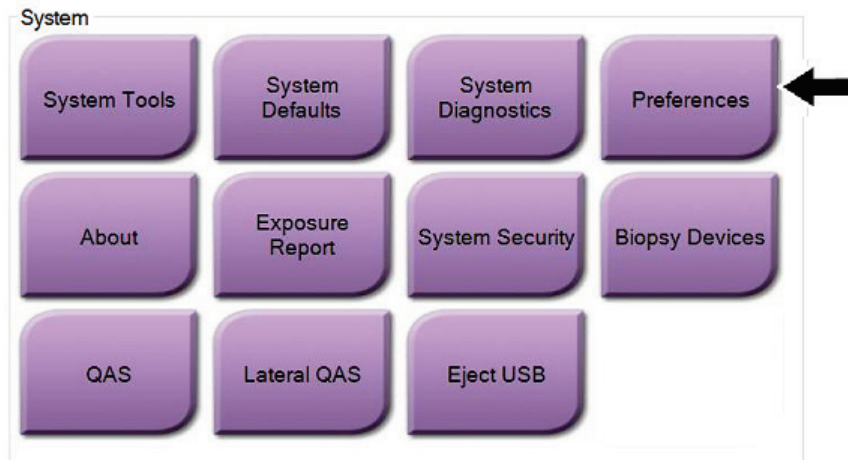 System
System Tools
System
Defaults
System
Diagnostics
Preferences
About
Exposure
Report
System Security
Biopsy Devices
QAS
Lateral QAS
Eject USB